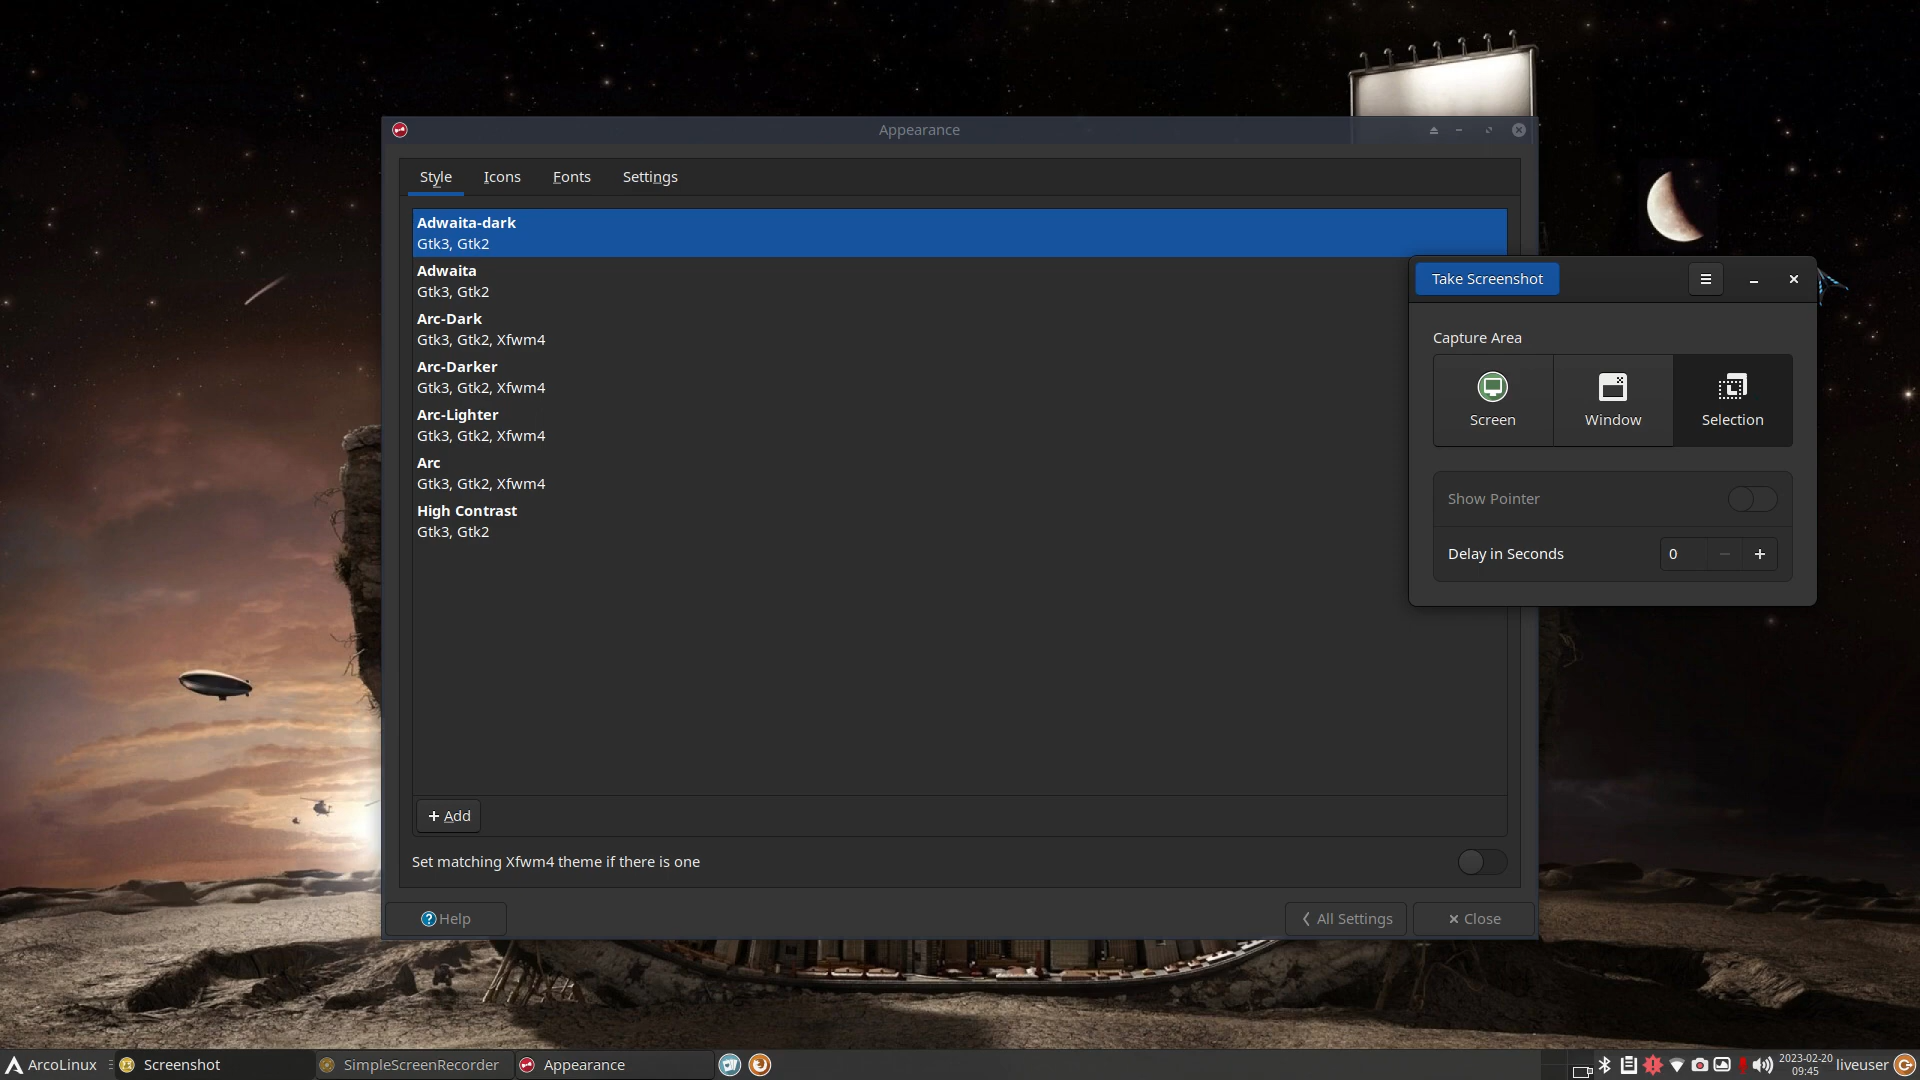 Appearance
Style Icons Fonts Settings
Adwaita-dark
Gtk3, Gtk2
Adwaita
Gtk3, Gtk2
Arc-Dark
Gtk3, Gtk2, Xfwm4
Arc-Darker
Gtk3, Gtk2, Xfwm4
Arc-Lighter
Gtk3, Gtk2, Xfwm4
Arc
Gtk3, Gtk2, Xfwm4
High Contrast
Gtk3, Gtk2
+ Add
Set matching Xfwm4 theme if there is one
Help All Settings Close
Take Screenshot
Capture Area
Screen Window Selection
Show Pointer
Delay in Seconds 0
ArcoLinux Screenshot SimpleScreenRecorder Appearance
2023-02-20
09:45
liveuser